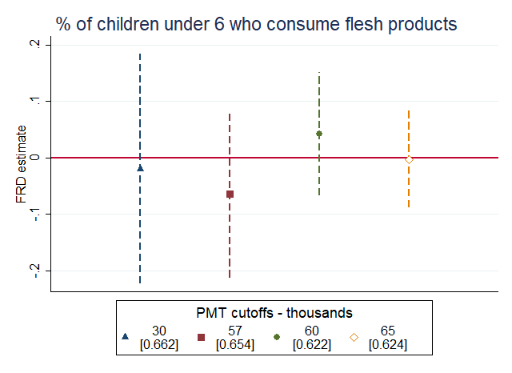 % of children under 6 who consume flesh products
FRD estimate
.2
.1
0
-.1
-.2
PMT cutoffs - thousands
30 57 60 65
[0.662] [0.654] [0.622] [0.624]